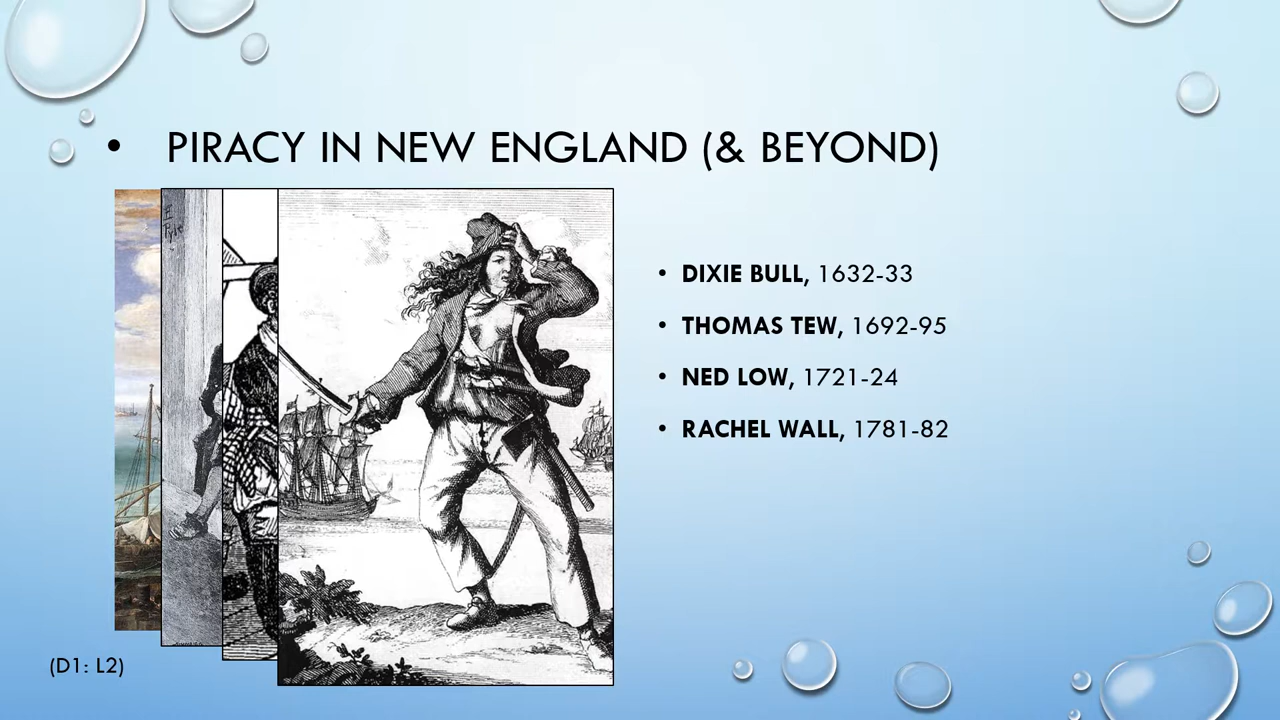 • PIRACY IN NEW ENGLAND (& BEYOND)
• DIXIE BULL, 1632-33
• THOMAS TEW, 1692-95
• NED LOW, 1721-24
• RACHEL WALL, 1781-82
(D1: L2)